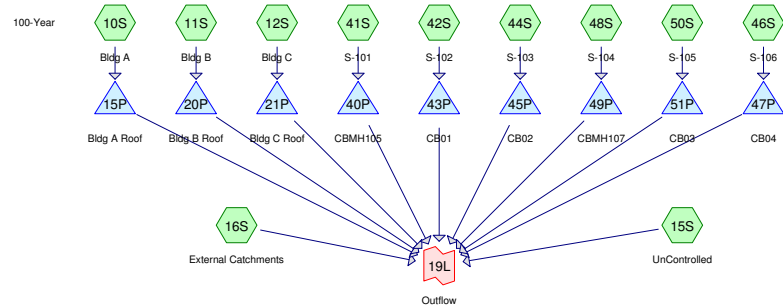 100-Year
10S 11S 12S 41S 42S 44S 48S 50S 46S
Bldg A Bldg B Bldg C S-101 S-102 S-103 S-104 S-105 S-106
15P 20P 21P 40P 43P 45P 49P 51P 47P
Bldg A Roof Bldg B Roof Bldg C Roof CBMH105 CB01 CB02 CBMH107 CB03 CB04
16S 15S
External Catchments UnControlled
19L
Outflow